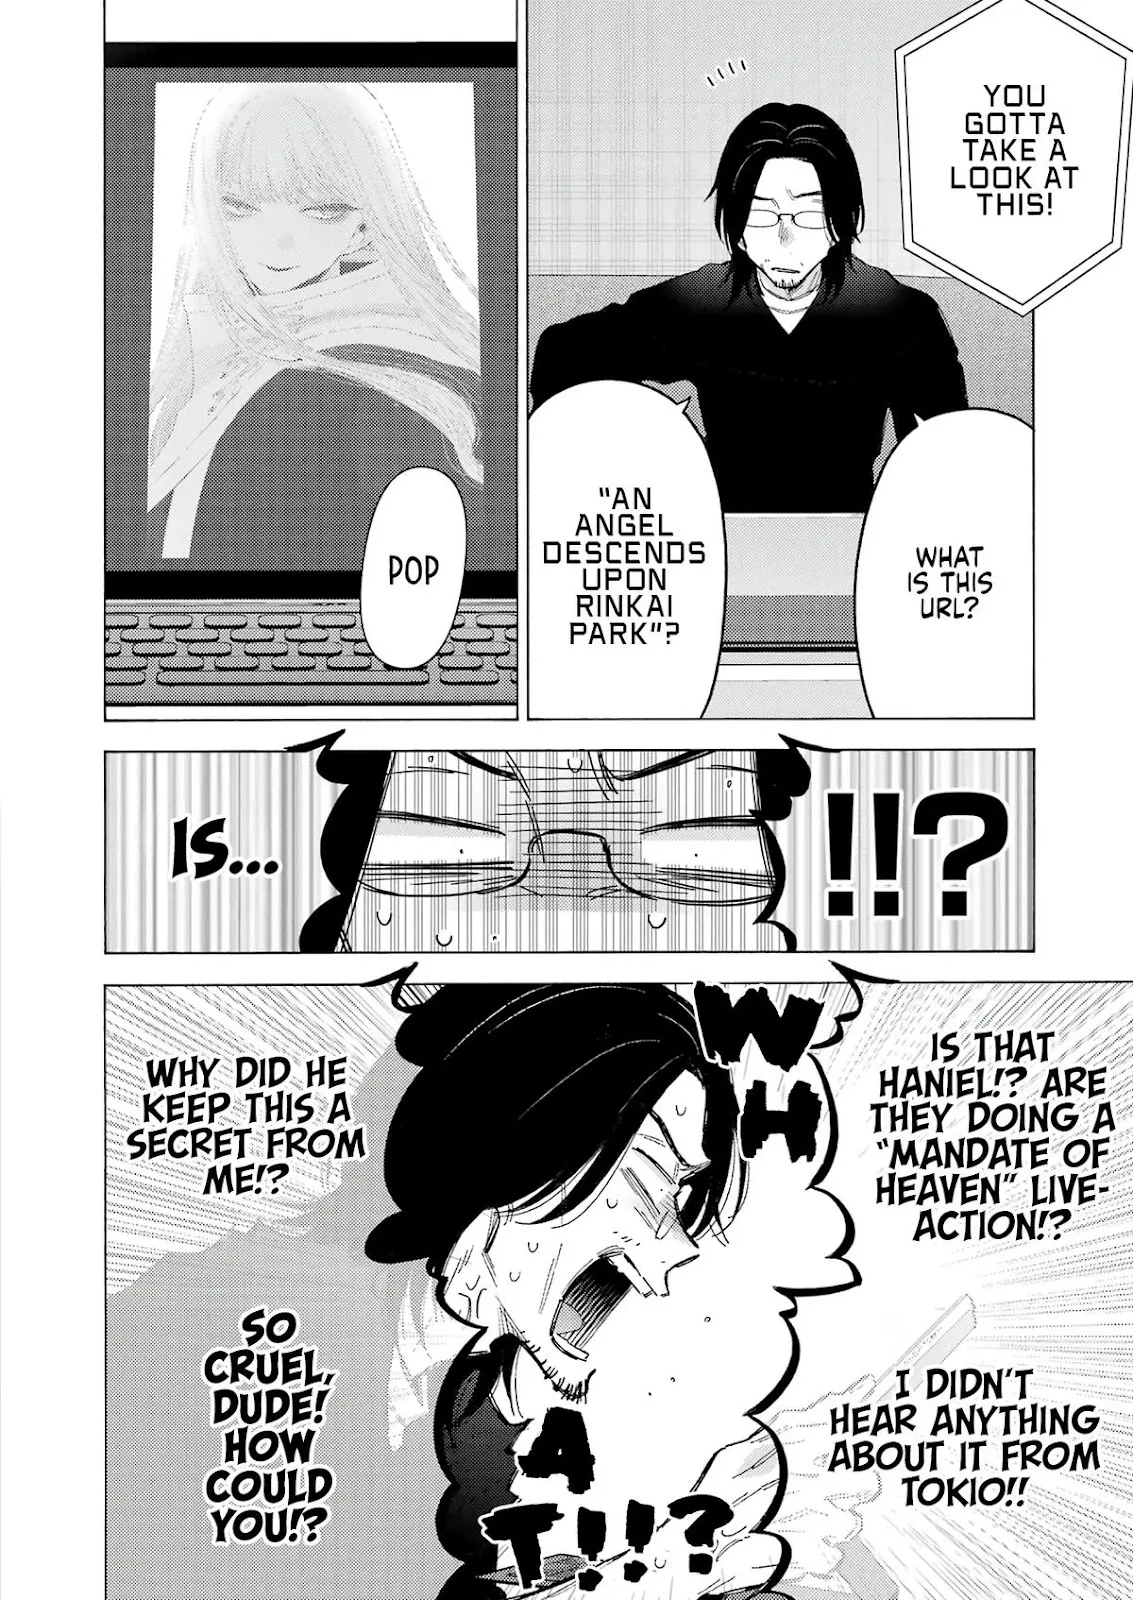 YOU
GOTTA
TAKE A
LOOK AT
THIS!
WHAT
IS THIS
URL?
"AN
ANGEL
DESCENDS
UPON
RINKAI
PARK"?
POP
!!?
IS...
WHAT!!?
IS THAT
HANIEL!? ARE
THEY DOING A
"MANDATE OF
HEAVEN" LIVE-
ACTION!?
I DIDN'T
HEAR ANYTHING
ABOUT IT FROM
TOKIO!!
WHY DID HE
KEEP THIS A
SECRET FROM
ME!?
SO
CRUEL,
DUDE!
HOW
COULD
YOU!?